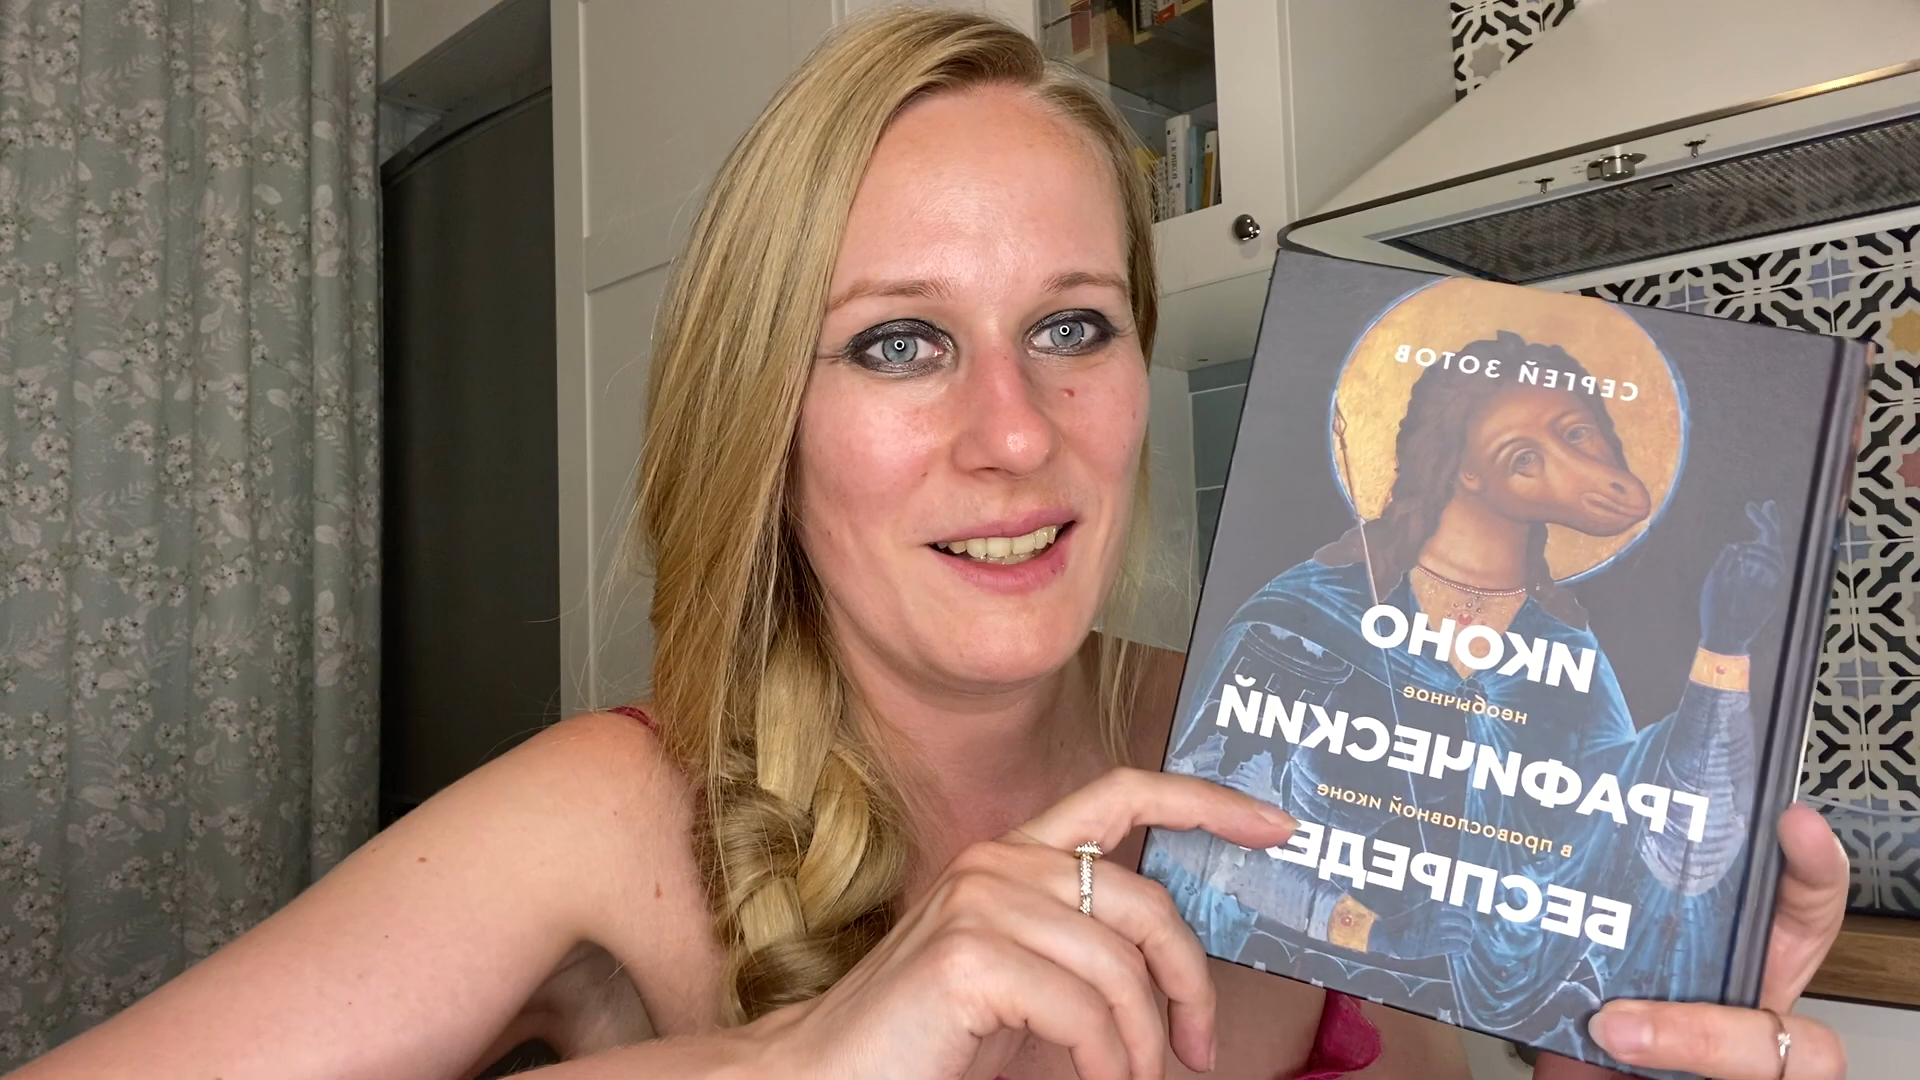 СЕРГЕЙ ЗОТОВ
ИКОНО
необычное
ГРАФИЧЕСКИЙ
в православной иконе